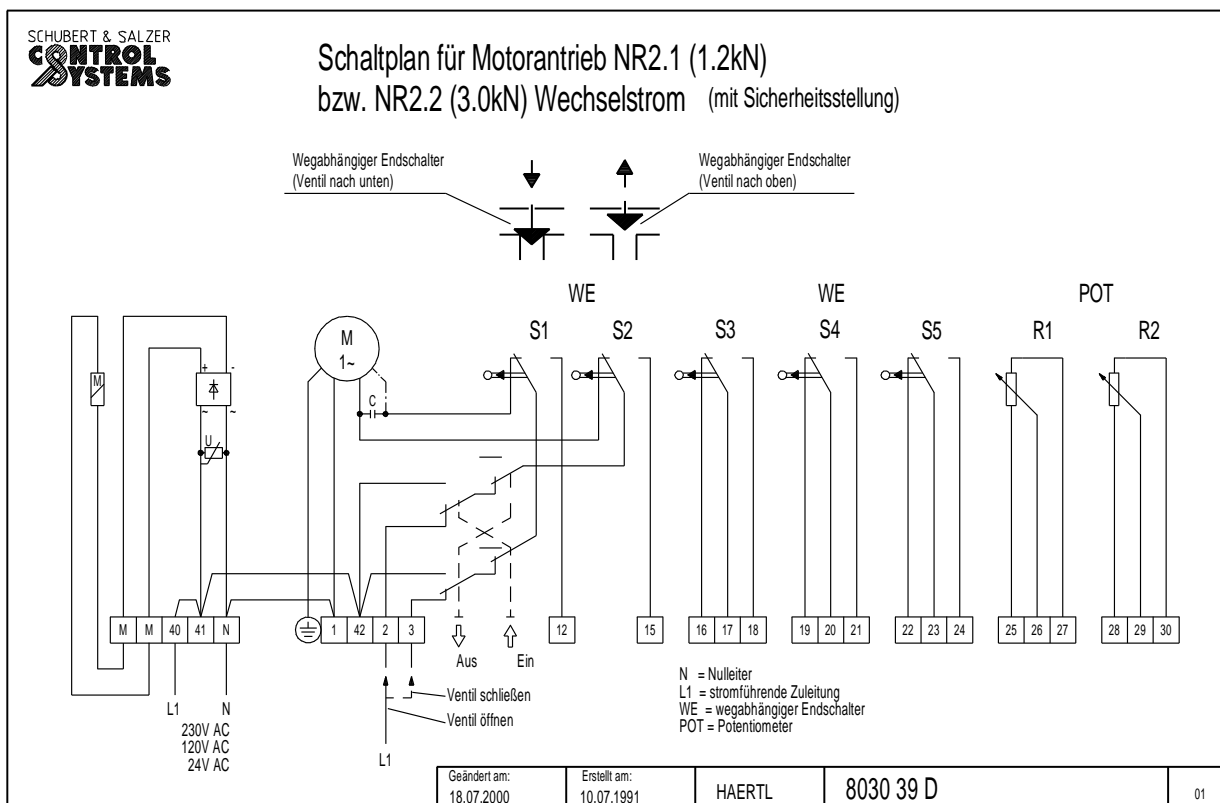 SCHUBERT & SALZER
CONTROL
SYSTEMS
Schaltplan für Motorantrieb NR2.1 (1.2kN)
bzw. NR2.2 (3.0kN) Wechselstrom (mit Sicherheitsstellung)
Wegabhängiger Endschalter
(Ventil nach unten)
Wegabhängiger Endschalter
(Ventil nach oben)
WE WE POT
S1 S2 S3 S4 S5 R1 R2
M
1~
M
+ -
~ ~
C
U
M M 40 41 N 1 42 2 3 12 15 16 17 18 19 20 21 22 23 24 25 26 27 28 29 30
Aus Ein
L1 N
230V AC
120V AC
24V AC
Ventil schließen
Ventil öffnen
L1
N = Nulleiter
L1 = stromführende Zuleitung
WE = wegabhängiger Endschalter
POT = Potentiometer
Geändert am:
18.07.2000
Erstellt am:
10.07.1991
HAERTL
8030 39 D
01